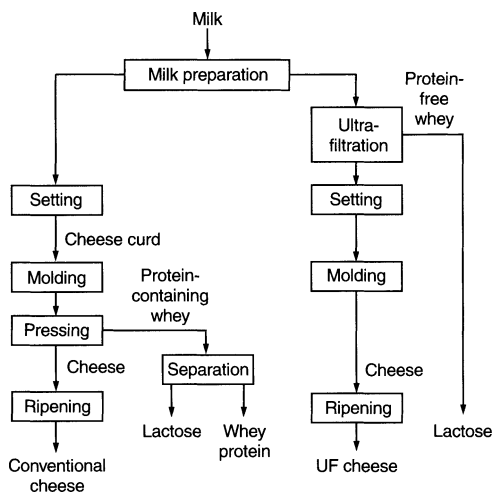 Milk
Milk preparation
Protein-
free
whey
Ultra-
filtration
Setting
Setting
Cheese curd
Molding
Protein-
containing
whey
Molding
Pressing
Cheese
Separation
Cheese
Ripening
Ripening
Lactose
Whey
protein
Lactose
Conventional
cheese
UF cheese